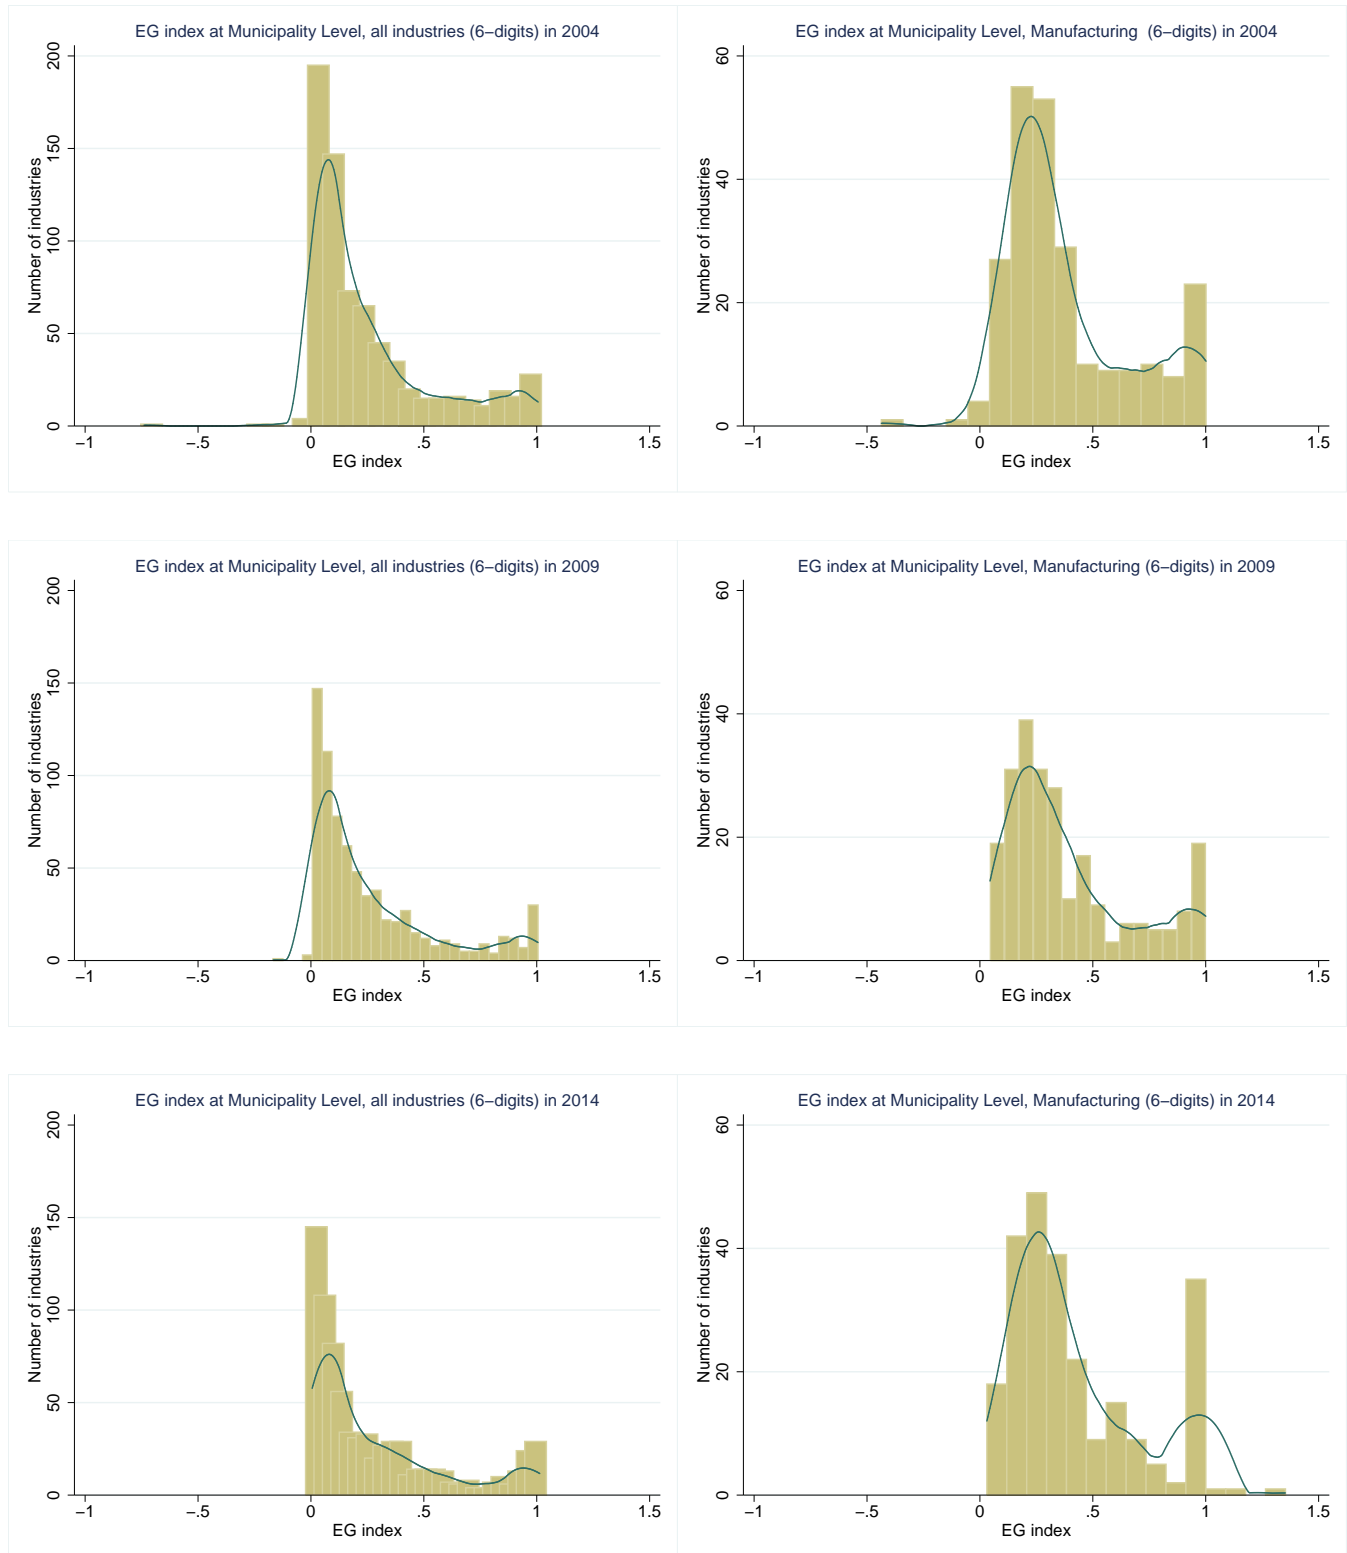 EG index at Municipality Level, all industries (6−digits) in 2004
Number of industries
0 50 100 150 200
−1 −.5 0 .5 1 1.5
EG index
EG index at Municipality Level, Manufacturing  (6−digits) in 2004
Number of industries
0 20 40 60
−1 −.5 0 .5 1 1.5
EG index
EG index at Municipality Level, all industries (6−digits) in 2009
Number of industries
0 50 100 150 200
−1 −.5 0 .5 1 1.5
EG index
EG index at Municipality Level, Manufacturing (6−digits) in 2009
Number of industries
0 20 40 60
−1 −.5 0 .5 1 1.5
EG index
EG index at Municipality Level, all industries (6−digits) in 2014
Number of industries
0 50 100 150 200
−1 −.5 0 .5 1 1.5
EG index
EG index at Municipality Level, Manufacturing (6−digits) in 2014
Number of industries
0 20 40 60
−1 −.5 0 .5 1 1.5
EG index